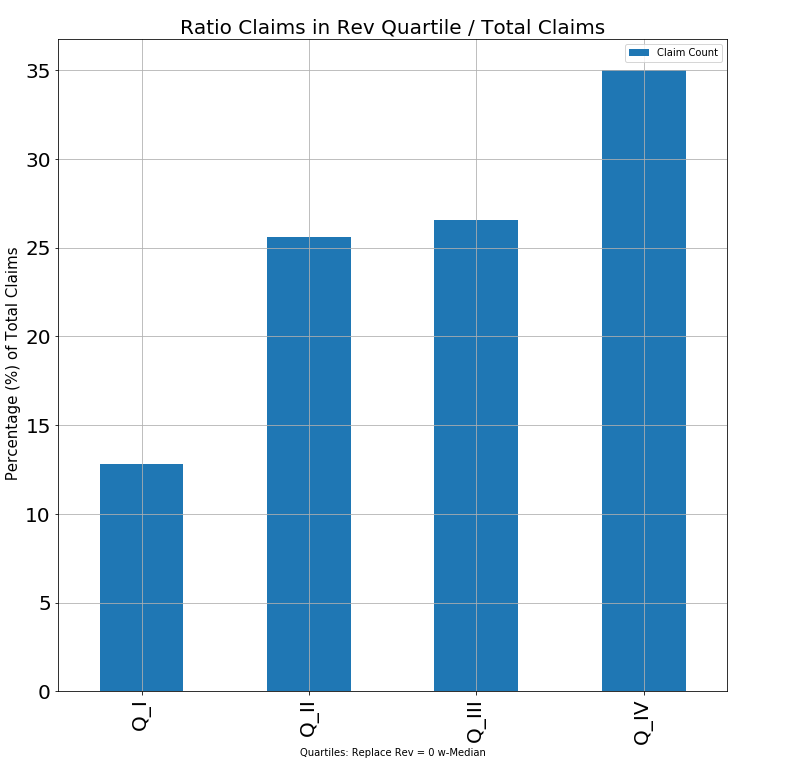 Ratio Claims in Rev Quartile / Total Claims
Claim Count
Percentage (%) of Total Claims
35
30
25
20
15
10
5
0
Q_I
Q_II
Q_III
Q_IV
Quartiles: Replace Rev = 0 w-Median